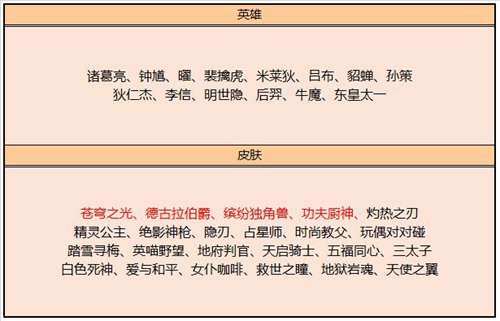 英雄
诸葛亮、钟馗、曜、裴擒虎、米莱狄、吕布、貂蝉、孙策
狄仁杰、李信、明世隐、后羿、牛魔、东皇太一
皮肤
苍穹之光、德古拉伯爵、缤纷独角兽、功夫厨神、灼热之刃
精灵公主、绝影神枪、隐刃、占星师、时尚教父、玩偶对对碰
踏雪寻梅、英喵野望、地府判官、天启骑士、五福同心、三太子
白色死神、爱与和平、女仆咖啡、救世之瞳、地狱岩魂、天使之翼